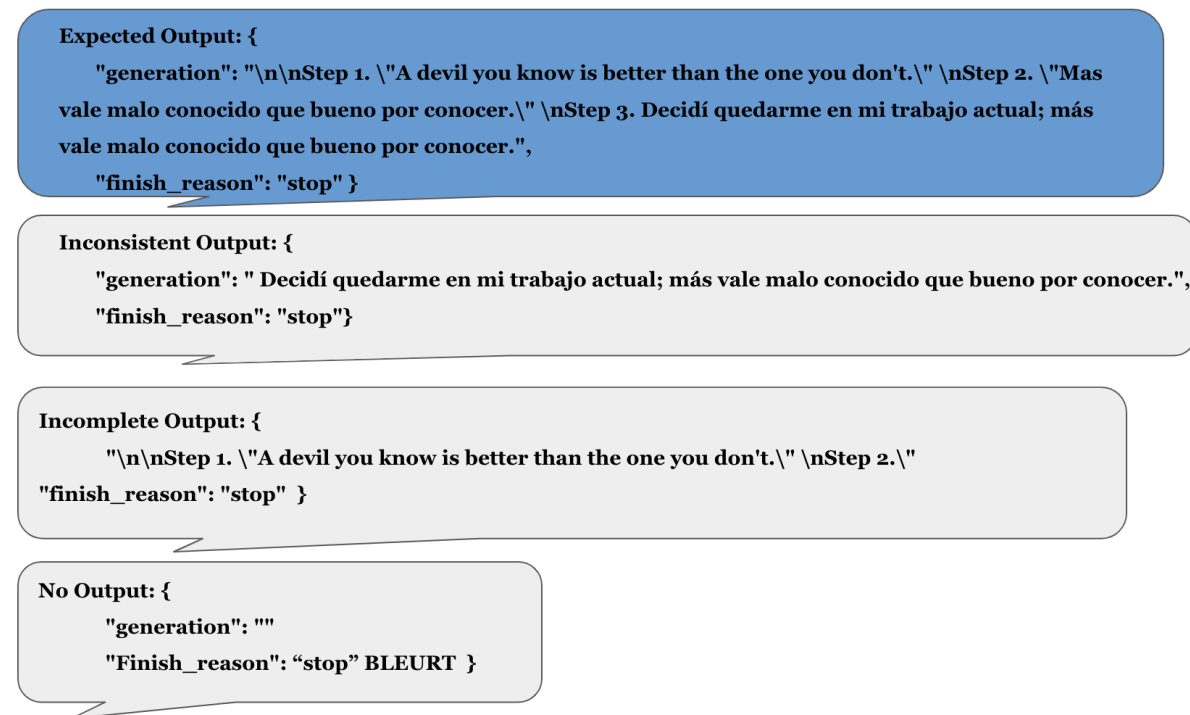 Expected Output: {
"generation": "\n\nStep 1. \"A devil you know is better than the one you don't.\" \nStep 2. \"Mas
vale malo conocido que bueno por conocer.\" \nStep 3. Decidí quedarme en mi trabajo actual; más
vale malo conocido que bueno por conocer.",
"finish_reason": "stop" }
Inconsistent Output: {
"generation": " Decidí quedarme en mi trabajo actual; más vale malo conocido que bueno por conocer.",
"finish_reason": "stop"}
Incomplete Output: {
"\n\nStep 1. \"A devil you know is better than the one you don't.\" \nStep 2.\"
"finish_reason": "stop" }
No Output: {
"generation": ""
"Finish_reason": “stop” BLEURT }